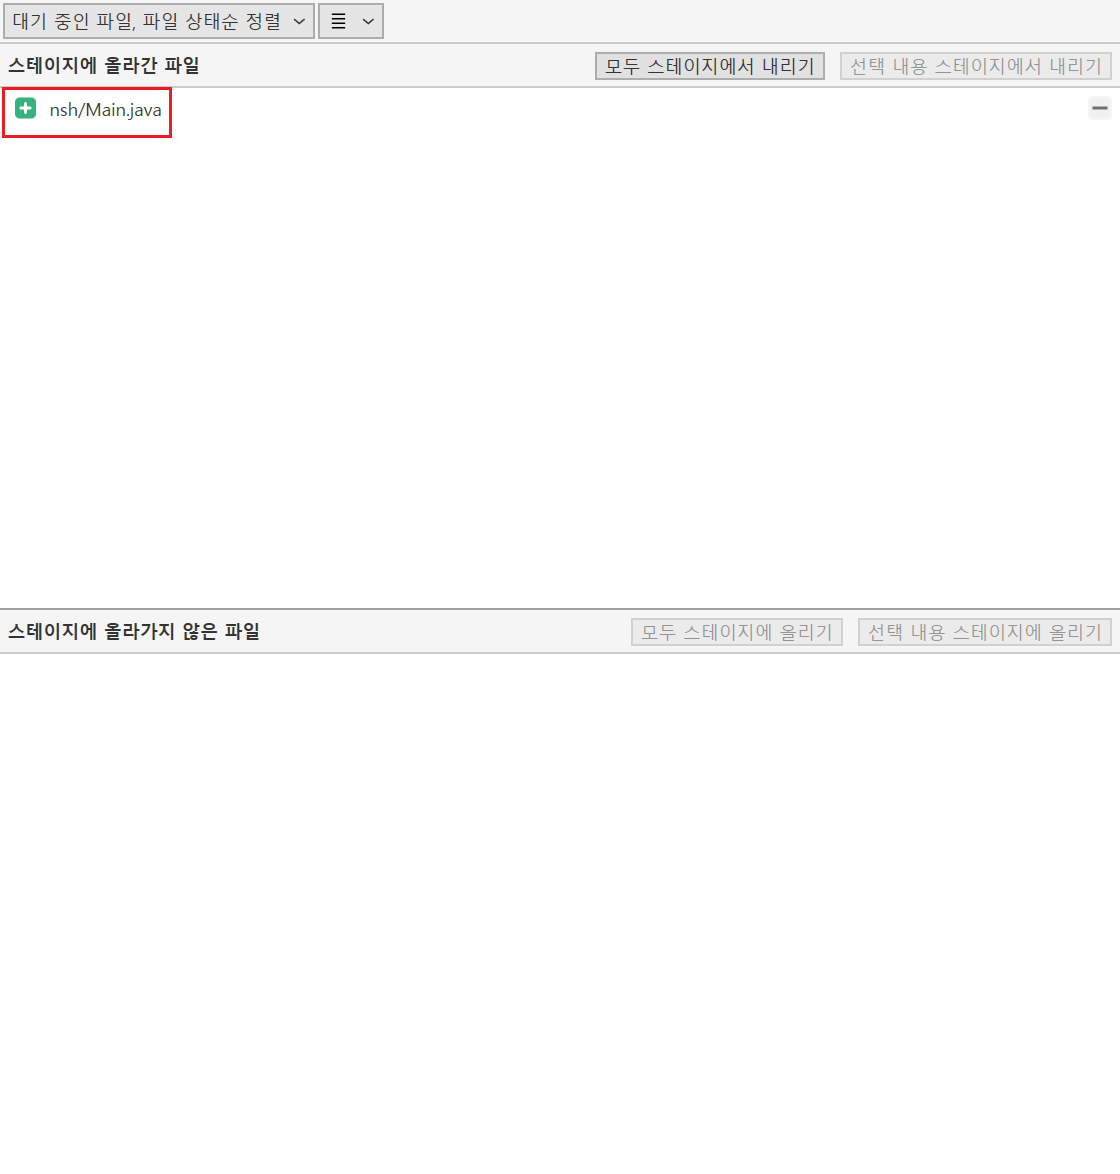 대기 중인 파일, 파일 상태순 정렬
스테이지에 올라간 파일
모두 스테이지에서 내리기
선택 내용 스테이지에서 내리기
nsh/Main.java
스테이지에 올라가지 않은 파일
모두 스테이지에 올리기
선택 내용 스테이지에 올리기